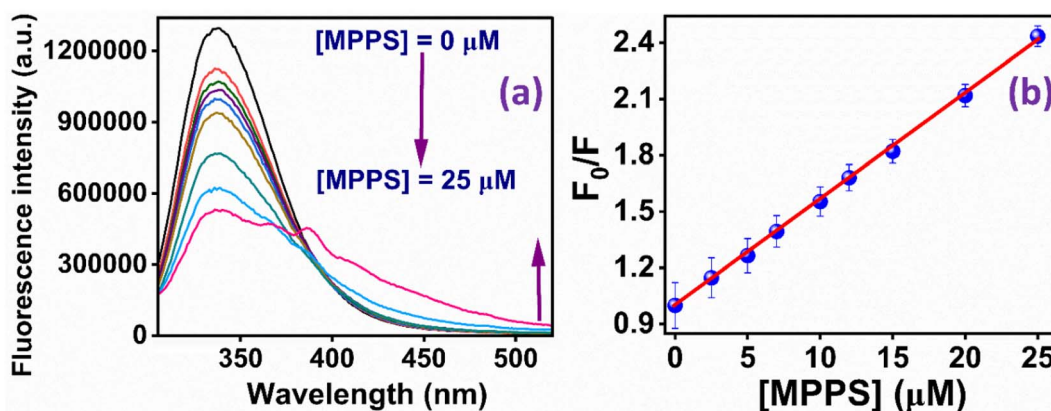 Fluorescence intensity (a.u.)
1200000
900000
600000
300000
0
350
400
450
500
Wavelength (nm)
[MPPS] = 0 μM
(a)
[MPPS] = 25 μM
F₀/F
2.4
2.1
1.8
1.5
1.2
0.9
0
5
10
15
20
25
[MPPS] (μM)
(b)